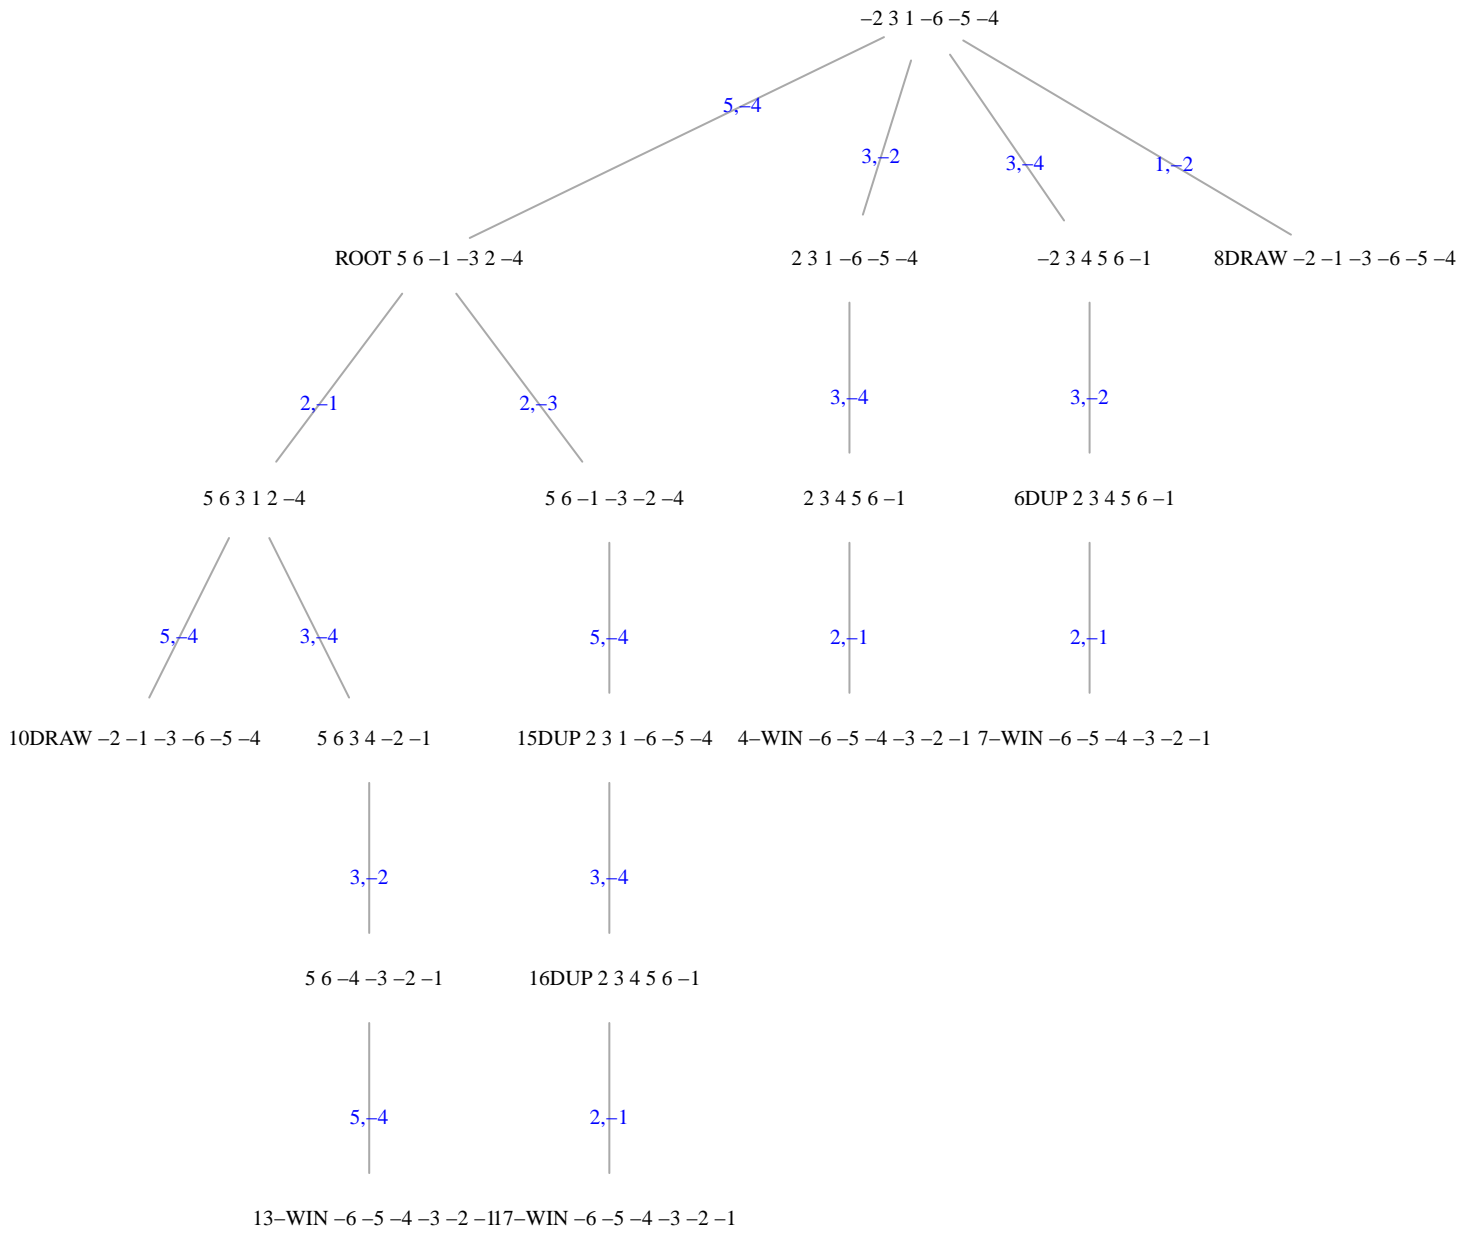 –2 3 1 –6 –5 –4
5,–4
3,–2
3,–4
1,–2
ROOT 5 6 –1 –3 2 –4
2 3 1 –6 –5 –4
–2 3 4 5 6 –1
8DRAW –2 –1 –3 –6 –5 –4
2,–1
2,–3
3,–4
3,–2
5 6 3 1 2 –4
5 6 –1 –3 –2 –4
2 3 4 5 6 –1
6DUP 2 3 4 5 6 –1
5,–4
3,–4
5,–4
2,–1
2,–1
10DRAW –2 –1 –3 –6 –5 –4
5 6 3 4 –2 –1
15DUP 2 3 1 –6 –5 –4
4–WIN –6 –5 –4 –3 –2 –1
7–WIN –6 –5 –4 –3 –2 –1
3,–2
3,–4
5 6 –4 –3 –2 –1
16DUP 2 3 4 5 6 –1
5,–4
2,–1
13–WIN –6 –5 –4 –3 –2 –1
17–WIN –6 –5 –4 –3 –2 –1